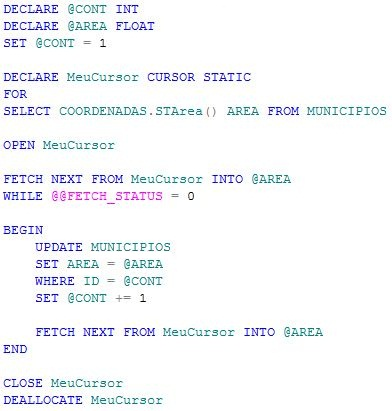 DECLARE @CONT INT
DECLARE @AREA FLOAT
SET @CONT = 1
DECLARE MeuCursor CURSOR STATIC
FOR
SELECT COORDENADAS.STArea() AREA FROM MUNICIPIOS
OPEN MeuCursor
FETCH NEXT FROM MeuCursor INTO @AREA
WHILE @@FETCH_STATUS = 0
BEGIN
UPDATE MUNICIPIOS
SET AREA = @AREA
WHERE ID = @CONT
SET @CONT += 1
FETCH NEXT FROM MeuCursor INTO @AREA
END
CLOSE MeuCursor
DEALLOCATE MeuCursor